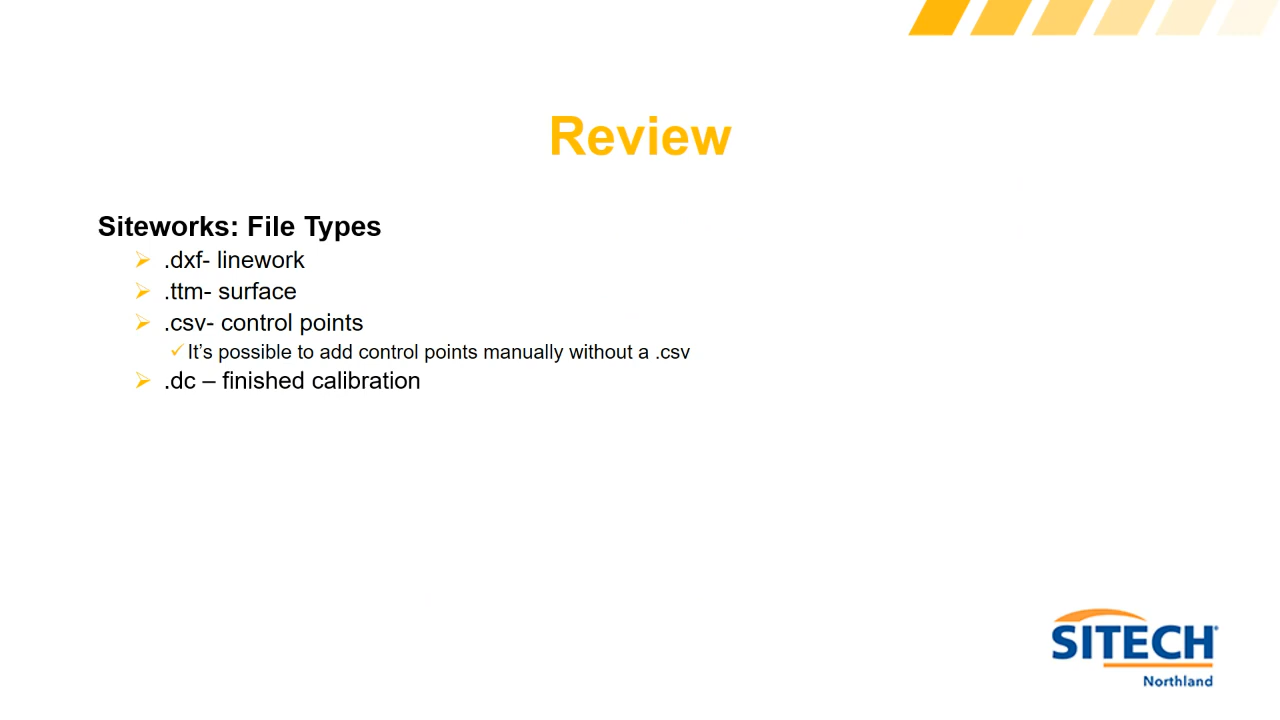 Review
Siteworks: File Types
.dxf- linework
.ttm- surface
.csv- control points
It’s possible to add control points manually without a .csv
.dc – finished calibration
SITECH®
Northland